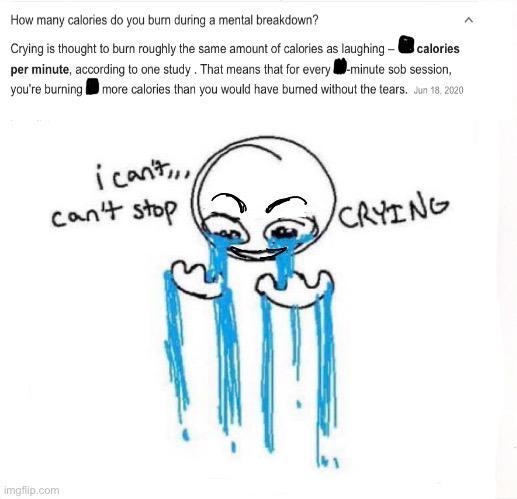 How many calories do you burn during a mental breakdown?
Crying is thought to burn roughly the same amount of calories as laughing – calories
per minute, according to one study . That means that for every -minute sob session,
you're burning more calories than you would have burned without the tears. Jun 18, 2020
i can't,,,
can't stop
CRYING
imgflip.com